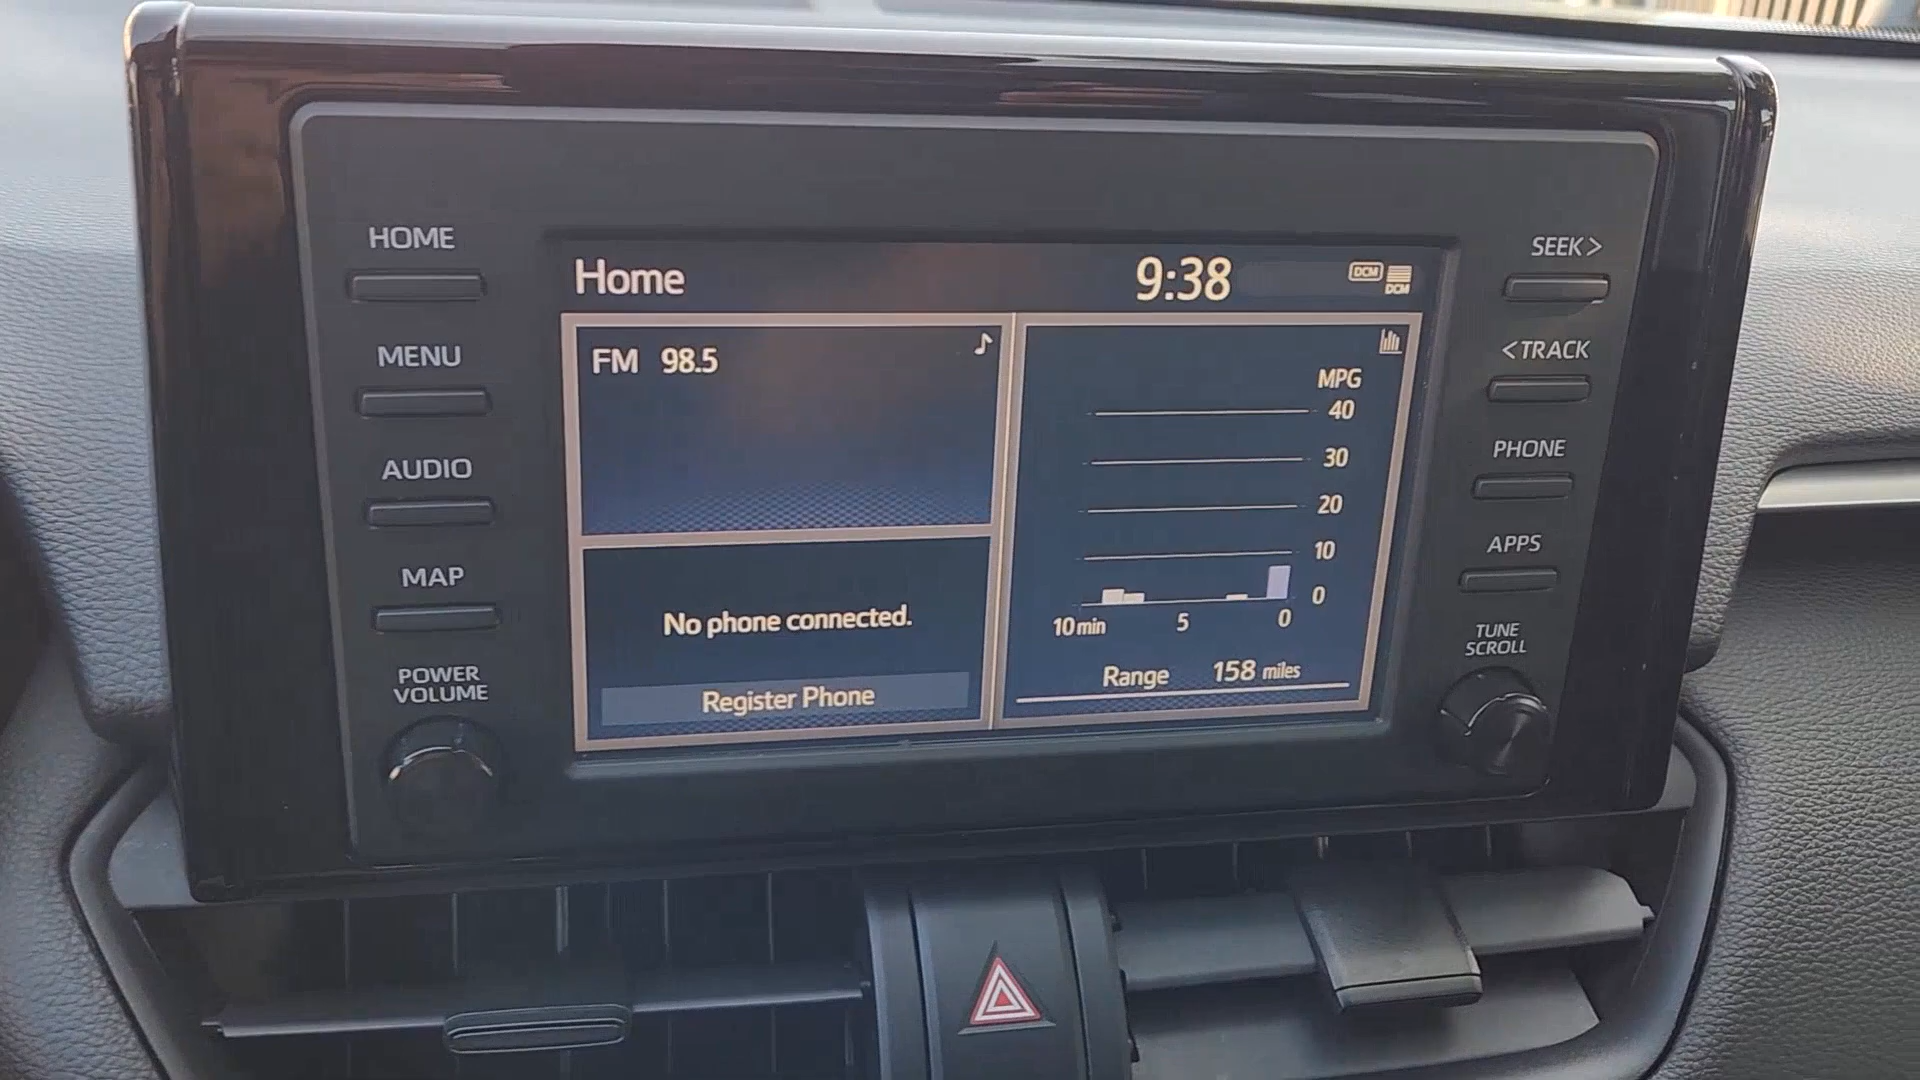 HOME
MENU
AUDIO
MAP
POWER
VOLUME
Home 9:38 DCM
DCM
FM 98.5
No phone connected.
Register Phone
MPG
40
30
20
10
0
10 min 5 0
Range 158 miles
SEEK >
< TRACK
PHONE
APPS
TUNE
SCROLL